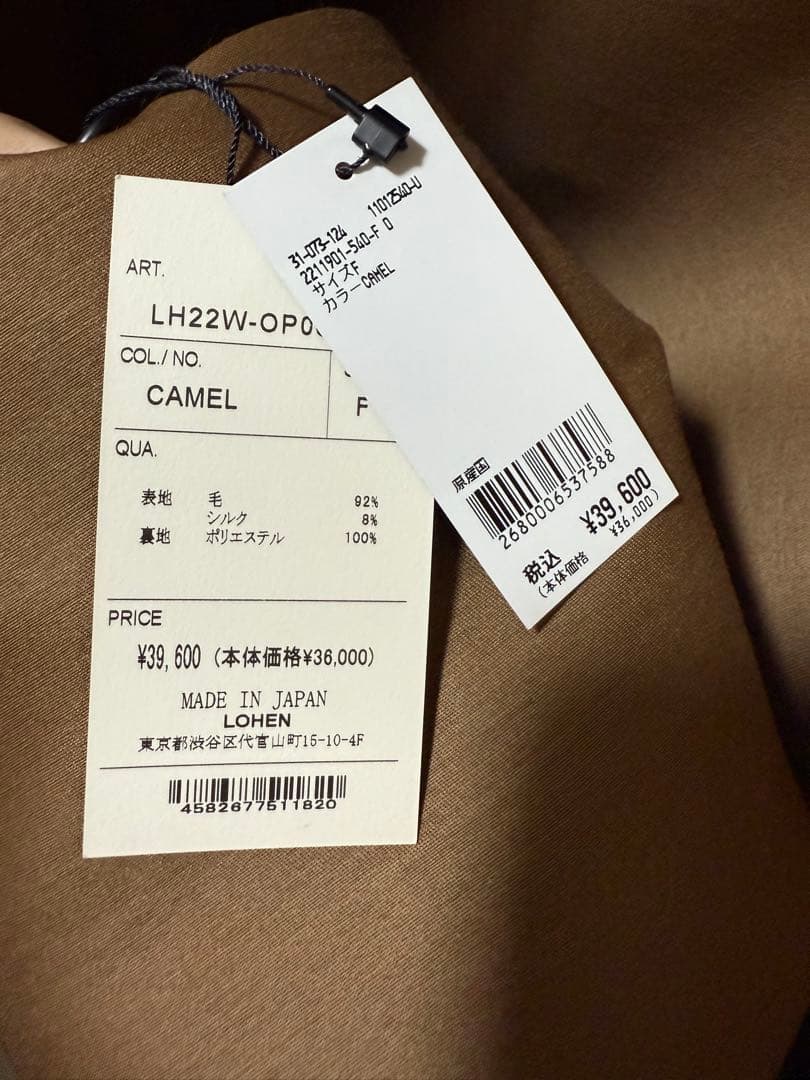 ART.
LH22W-OP0
COL./NO.
CAMEL
F
QUA.
表地 毛 92%
シルク 8%
裏地 ポリエステル 100%
PRICE
¥39,600 (本体価格¥36,000)
MADE IN JAPAN
LOHEN
東京都渋谷区代官山町15-10-4F
4582677511820
31-073-124 11012540-U
2211901-540-F 0
サイズF
カラーCAMEL
原産国
2680006537588
税込 ¥39,600
(本体価格 ¥36,000)